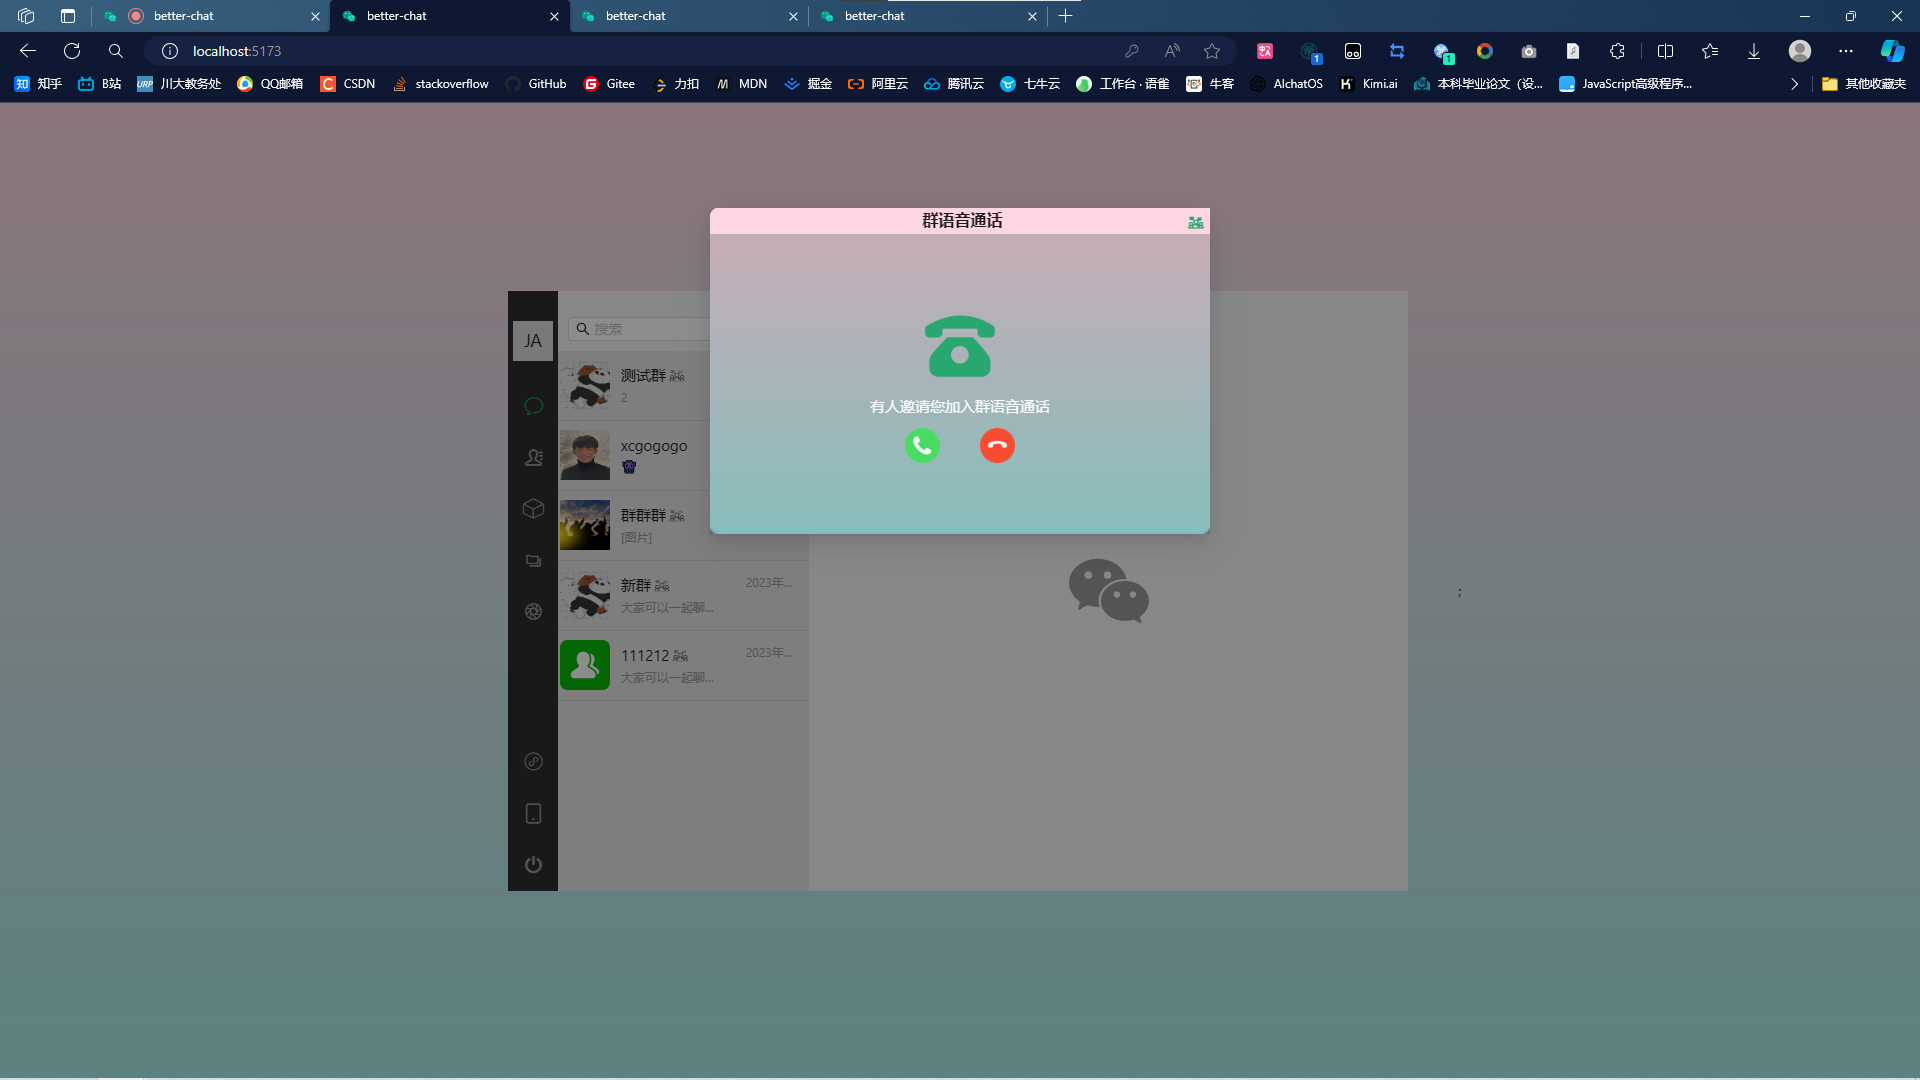 better-chat
better-chat
better-chat
better-chat
localhost:5173
1
1
知乎
B站
URP
川大教务处
QQ邮箱
CSDN
stackoverflow
GitHub
Gitee
力扣
MDN
掘金
阿里云
腾讯云
七牛云
工作台 · 语雀
牛客
AIchatOS
Kimi.ai
本科毕业论文（设...
JavaScript高级程序...
其他收藏夹
群语音通话
有人邀请您加入群语音通话
JA
搜索
测试群
2
xcgogogo
群群群
[图片]
新群
2023年...
大家可以一起聊...
111212
2023年...
大家可以一起聊...
;